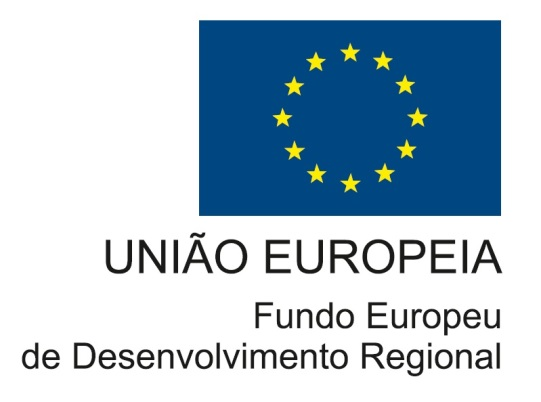 UNIÃO EUROPEIA
Fundo Europeu
de Desenvolvimento Regional